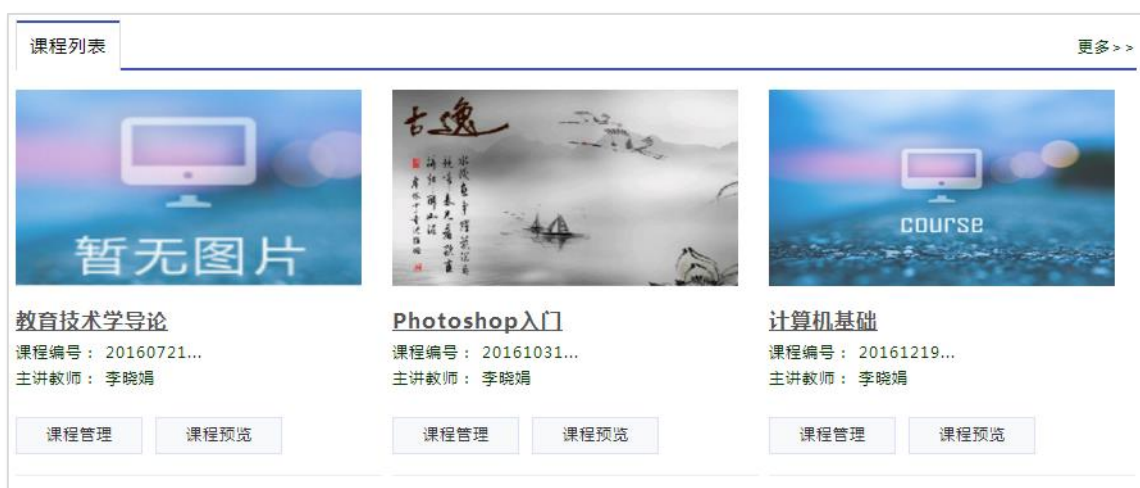 课程列表
更多>>
暂无图片
古逸
course
教育技术学导论
课程编号： 20160721...
主讲教师： 李晓娟
课程管理
课程预览
Photoshop入门
课程编号： 20161031...
主讲教师： 李晓娟
课程管理
课程预览
计算机基础
课程编号： 20161219...
主讲教师： 李晓娟
课程管理
课程预览